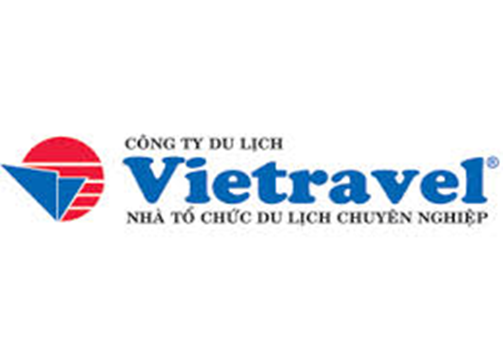 CÔNG TY DU LỊCH
Vietravel®
NHÀ TỔ CHỨC DU LỊCH CHUYÊN NGHIỆP